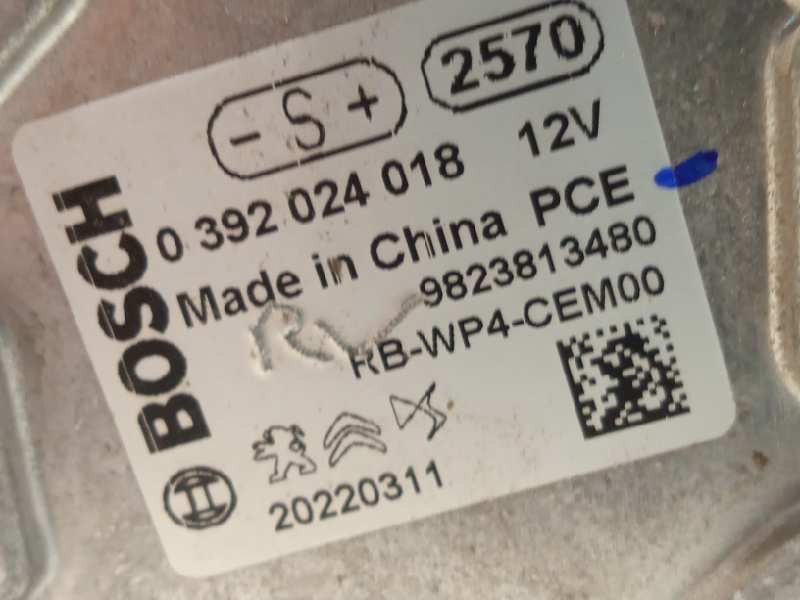 2570
- S +
0 392 024 018 12V
Made in China PCE
9823813480
RB-WP4-CEM00
20220311
BOSCH